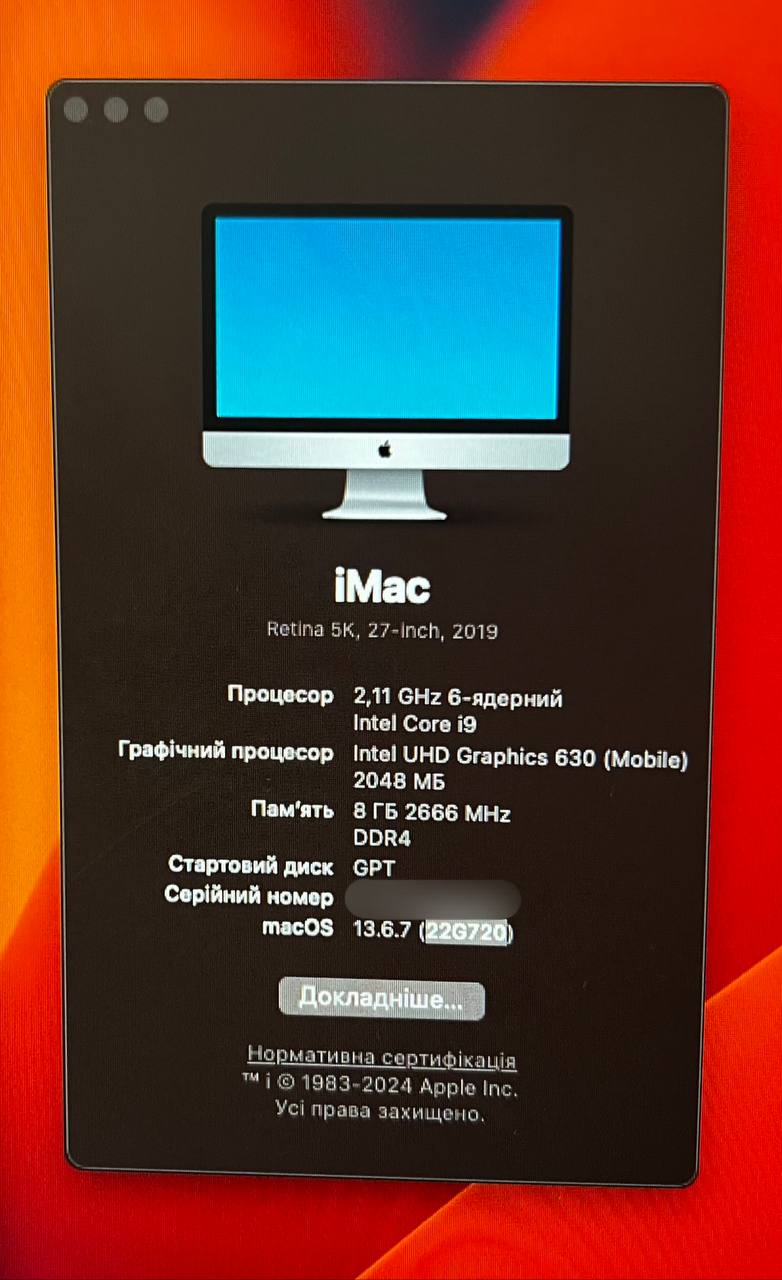 iMac
Retina 5K, 27-inch, 2019
Процесор 2,11 GHz 6-ядерний
Intel Core i9
Графічний процесор Intel UHD Graphics 630 (Mobile)
2048 МБ
Памʼять 8 ГБ 2666 MHz
DDR4
Стартовий диск GPT
Серійний номер
macOS 13.6.7 (22G720)
Докладніше...
Нормативна сертифікація
™ і © 1983-2024 Apple Inc.
Усі права захищено.